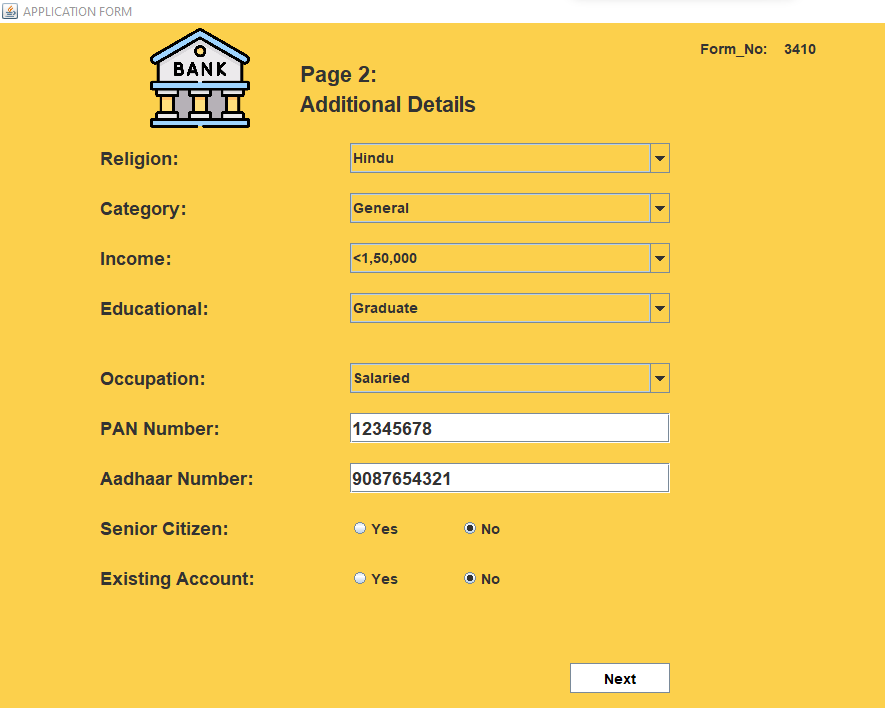 APPLICATION FORM
BANK
Form_No: 3410
Page 2:
Additional Details
Religion: Hindu
Category: General
Income: <1,50,000
Educational: Graduate
Occupation: Salaried
PAN Number: 12345678
Aadhaar Number: 9087654321
Senior Citizen: Yes No
Existing Account: Yes No
Next